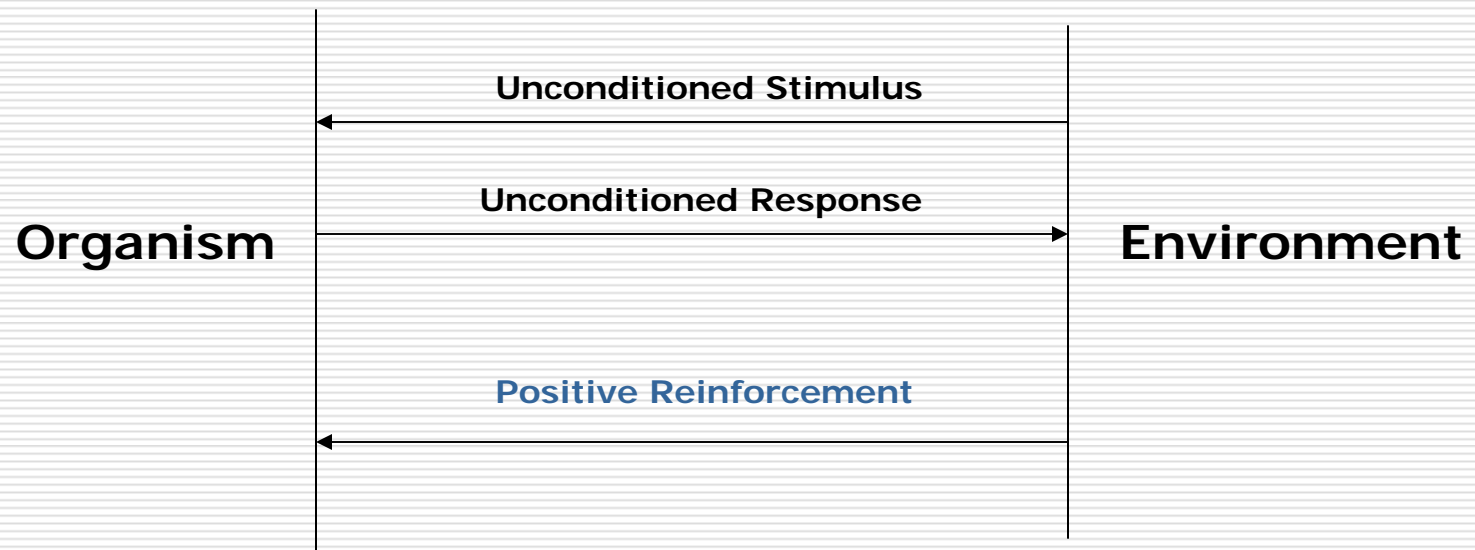 Unconditioned Stimulus
Unconditioned Response
Organism
Environment
Positive Reinforcement